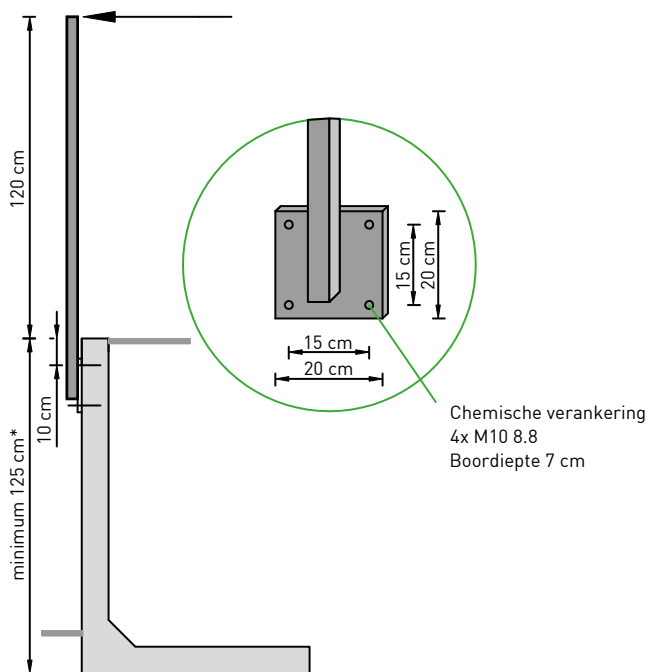 120 cm
10 cm
minimum 125 cm*
15 cm
20 cm
15 cm
20 cm
Chemische verankering
4x M10 8.8
Boordiepte 7 cm